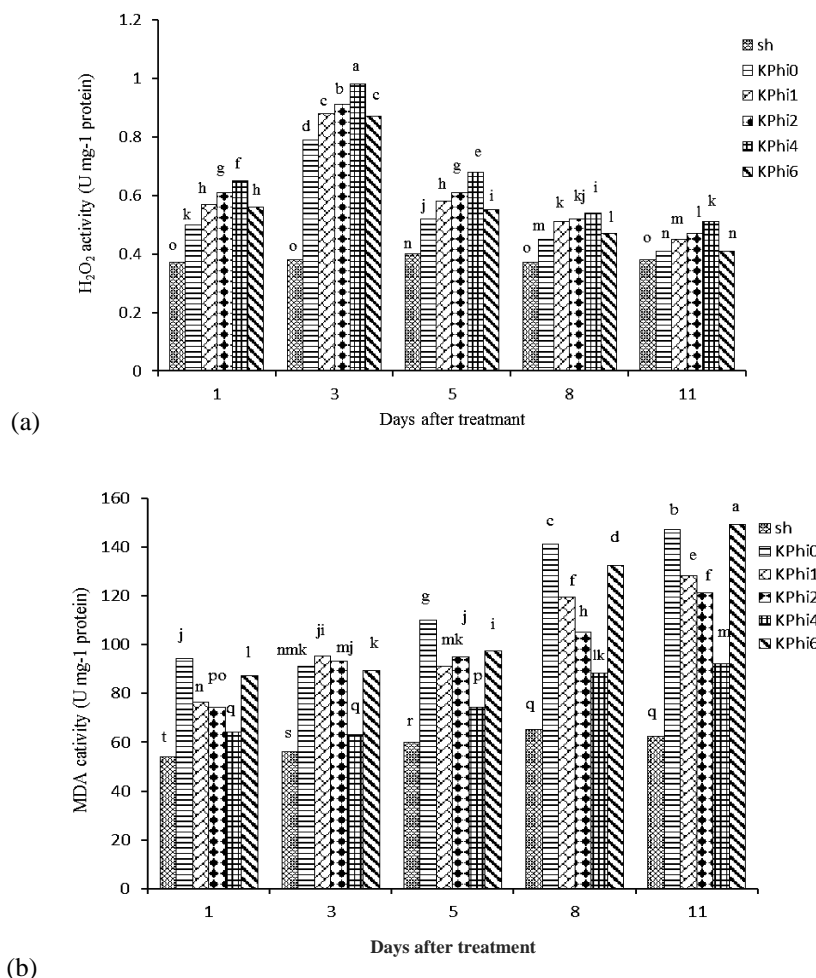 1.2
1
0.8
0.6
0.4
0.2
0
H₂O₂ activity (U mg-1 protein)
o k h g f h
o d c b a c
n j h g e i
o m k kj i l
o n m l k n
1 3 5 8 11
Days after treatmant
sh
KPhi0
KPhi1
KPhi2
KPhi4
KPhi6
(a)
160
140
120
100
80
60
40
20
0
MDA cativity (U mg-1 protein)
t j n po q l
s nmk ji mj q k
r g mk j p i
q c f h lk d
q b e f m a
1 3 5 8 11
Days after treatment
sh
KPhi0
KPhi1
KPhi2
KPhi4
KPhi6
(b)